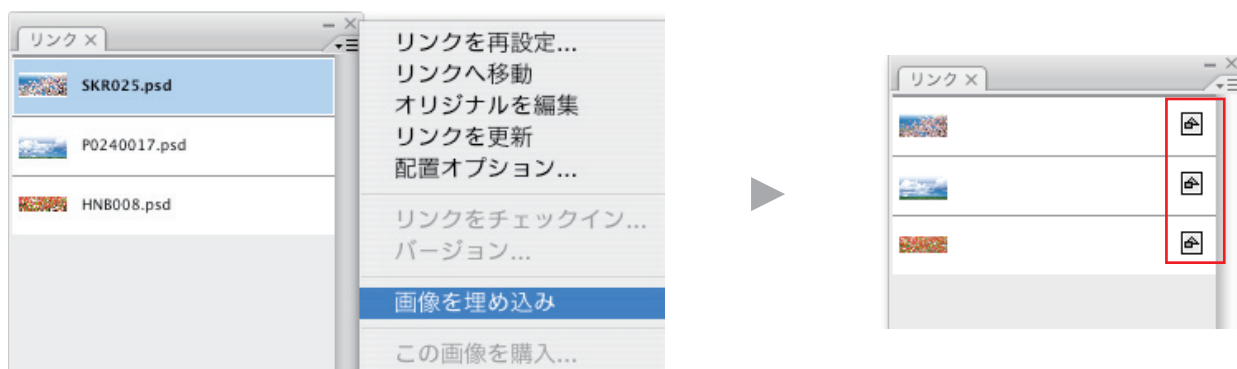 リンク ×
SKR025.psd
P0240017.psd
HNB008.psd
リンクを再設定...
リンクへ移動
オリジナルを編集
リンクを更新
配置オプション...
リンクをチェックイン...
バージョン...
画像を埋め込み
この画像を購入...
リンク ×